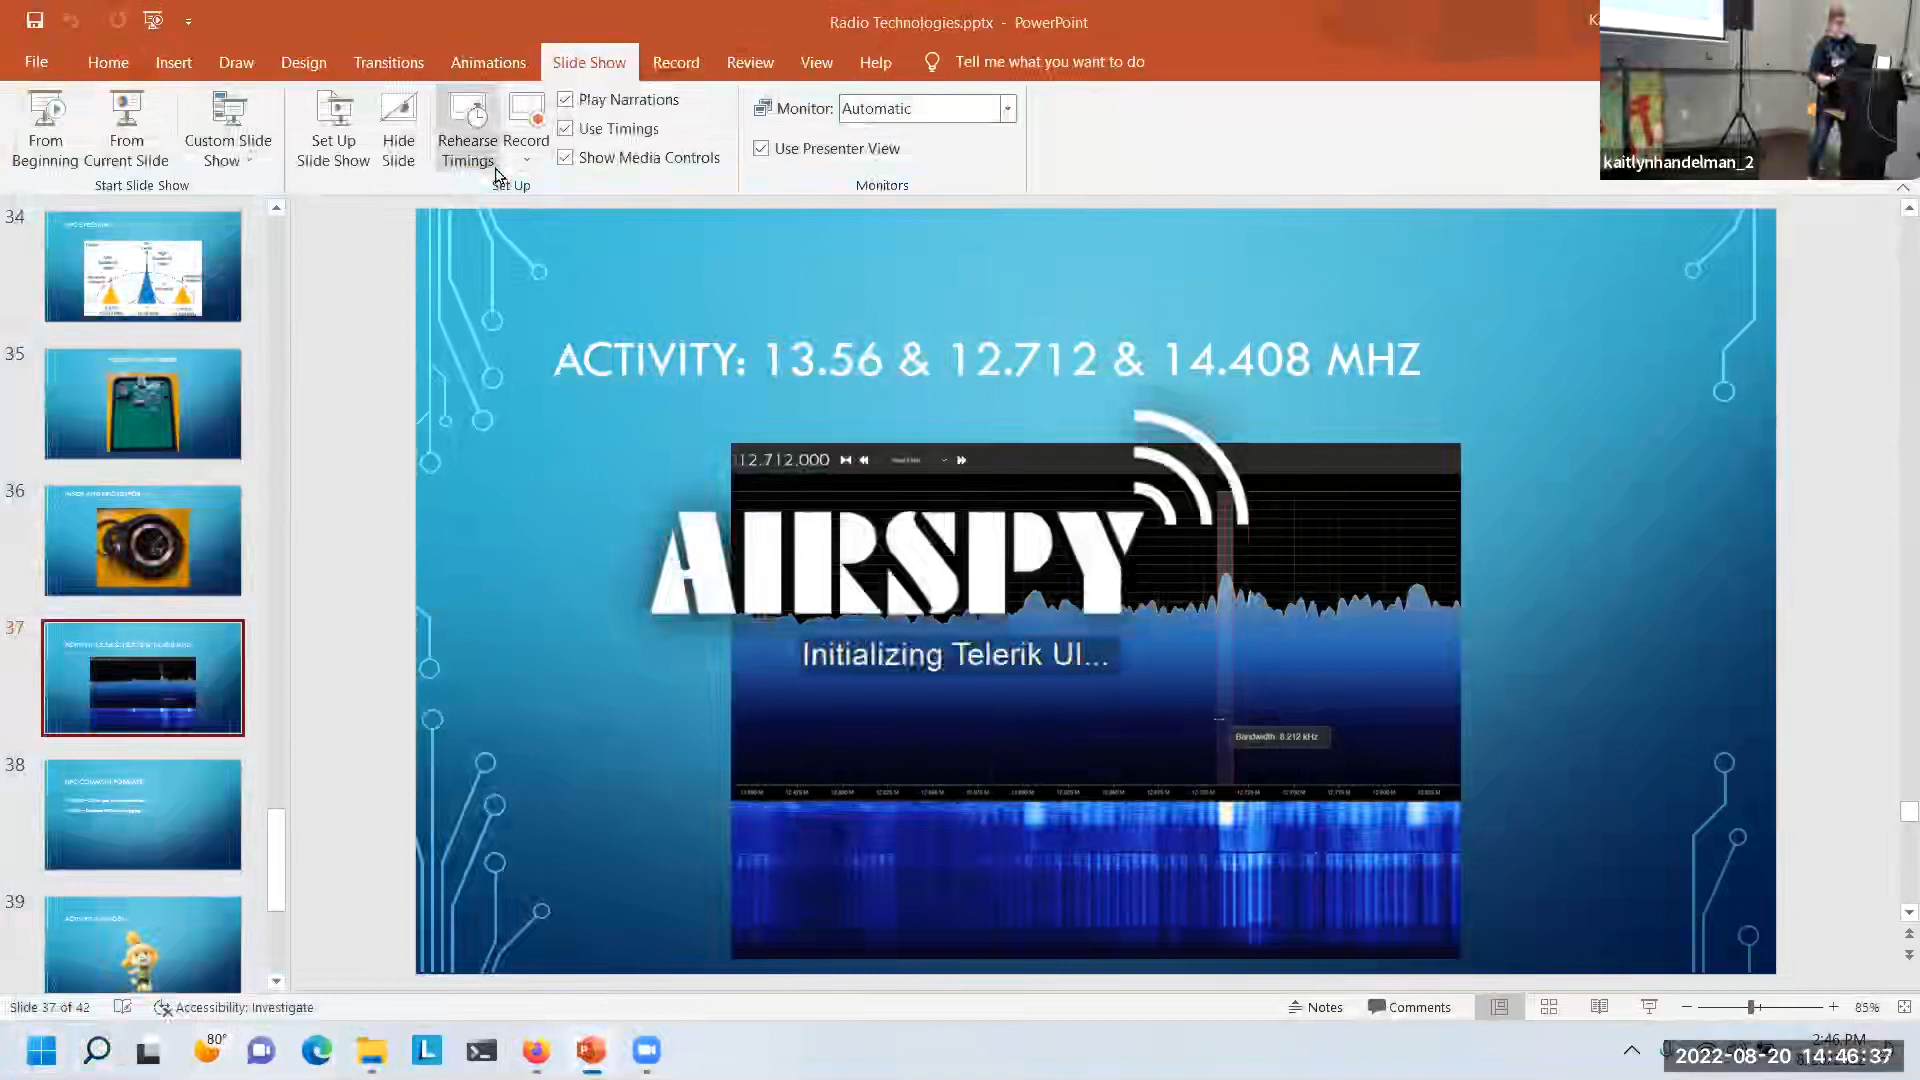 Radio Technologies.pptx - PowerPoint
File Home Insert Draw Design Transitions Animations Slide Show Record Review View Help Tell me what you want to do
kaitlynhandelman_2
From Beginning
From Current Slide
Custom Slide Show
Start Slide Show
Set Up Slide Show
Hide Slide
Rehearse Timings
Record
Play Narrations
Use Timings
Show Media Controls
Set Up
Monitor: Automatic
Use Presenter View
Monitors
34
35
36
37
38
39
ACTIVITY: 13.56 & 12.712 & 14.408 MHZ
12.712.000
AIRSPY
Initializing Telerik UI...
Bandwidth 8.212 kHz
Slide 37 of 42
Accessibility: Investigate
Notes
Comments
85%
80°
2:46 PM
2022-08-20 14:46:37